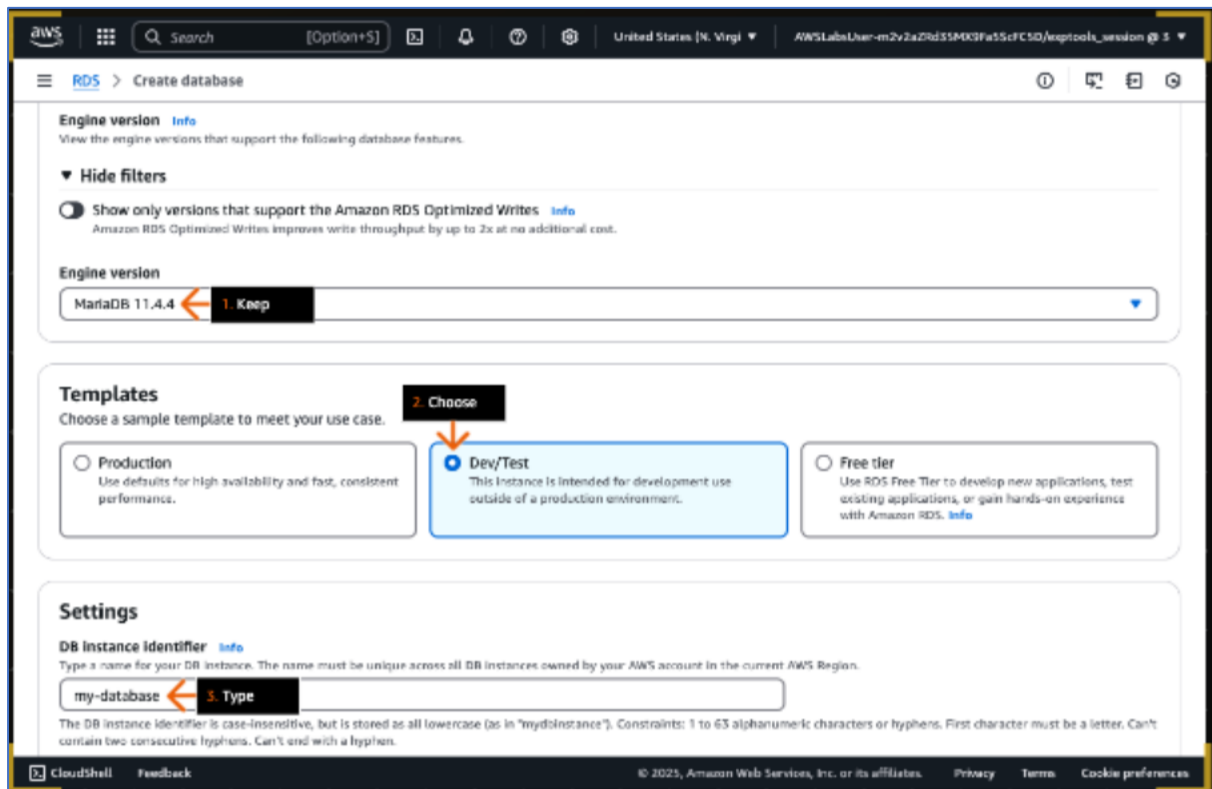 aws
Search [Option+S]
United States (N. Virgi ▼
RDS > Create database
Engine version Info
View the engine versions that support the following database features.
▼ Hide filters
Show only versions that support the Amazon RDS Optimized Writes Info
Amazon RDS Optimized Writes improves write throughput by up to 2x at no additional cost.
Engine version
MariaDB 11.4.4
1. Keep
Templates
Choose a sample template to meet your use case.
2. Choose
Production
Use defaults for high availability and fast, consistent
performance.
Dev/Test
This instance is intended for development use
outside of a production environment.
Free tier
Use RDS Free Tier to develop new applications, test
existing applications, or gain hands-on experience
with Amazon RDS. Info
Settings
DB instance identifier Info
Type a name for your DB instance. The name must be unique across all DB instances owned by your AWS account in the current AWS Region.
my-database
3. Type
The DB instance identifier is case-insensitive, but is stored as all lowercase (as in "mydbinstance"). Constraints: 1 to 63 alphanumeric characters or hyphens. First character must be a letter. Can't
contain two consecutive hyphens. Can't end with a hyphen.
CloudShell Feedback © 2025, Amazon Web Services, Inc. or its affiliates. Privacy Terms Cookie preferences